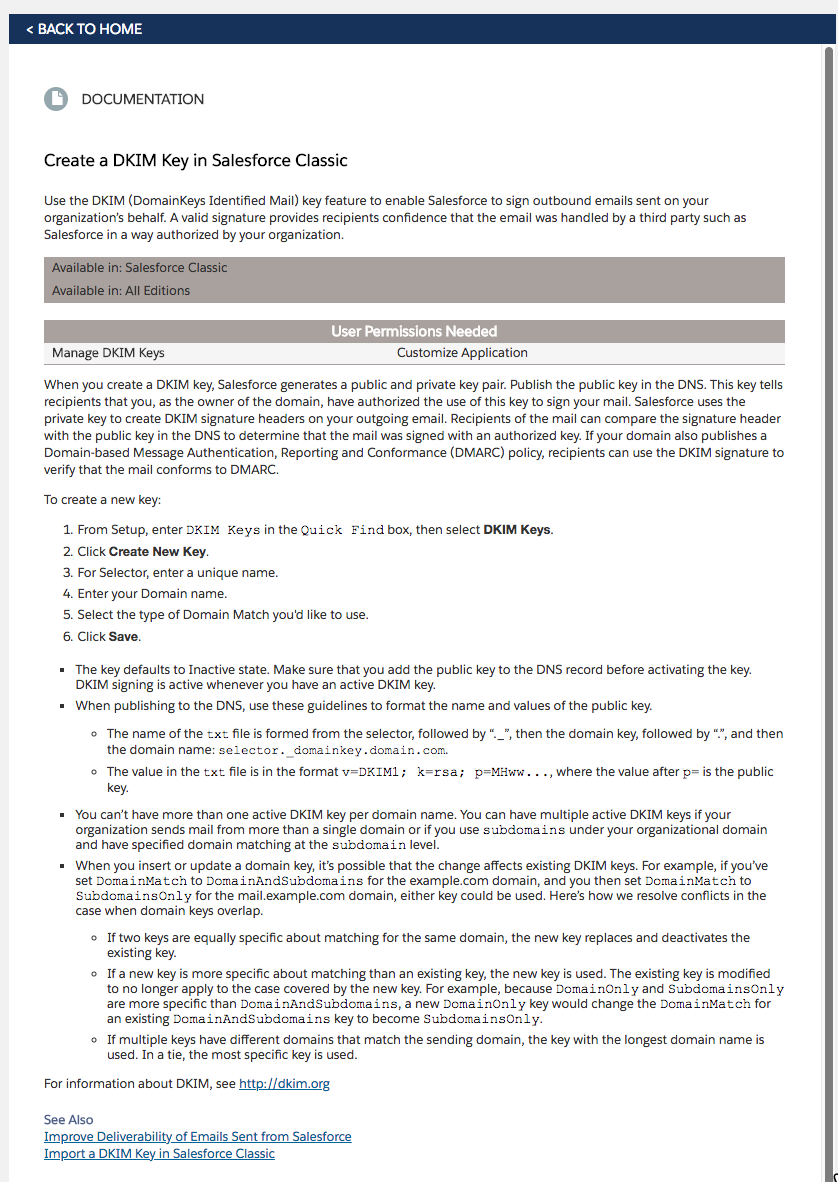 < BACK TO HOME
DOCUMENTATION
Create a DKIM Key in Salesforce Classic
Use the DKIM (DomainKeys Identified Mail) key feature to enable Salesforce to sign outbound emails sent on your
organization’s behalf. A valid signature provides recipients confidence that the email was handled by a third party such as
Salesforce in a way authorized by your organization.
Available in: Salesforce Classic
Available in: All Editions
User Permissions Needed
Manage DKIM Keys Customize Application
When you create a DKIM key, Salesforce generates a public and private key pair. Publish the public key in the DNS. This key tells
recipients that you, as the owner of the domain, have authorized the use of this key to sign your mail. Salesforce uses the
private key to create DKIM signature headers on your outgoing email. Recipients of the mail can compare the signature header
with the public key in the DNS to determine that the mail was signed with an authorized key. If your domain also publishes a
Domain-based Message Authentication, Reporting and Conformance (DMARC) policy, recipients can use the DKIM signature to
verify that the mail conforms to DMARC.
To create a new key:
1. From Setup, enter DKIM Keys in the Quick Find box, then select DKIM Keys.
2. Click Create New Key.
3. For Selector, enter a unique name.
4. Enter your Domain name.
5. Select the type of Domain Match you'd like to use.
6. Click Save.
▪ The key defaults to Inactive state. Make sure that you add the public key to the DNS record before activating the key.
DKIM signing is active whenever you have an active DKIM key.
▪ When publishing to the DNS, use these guidelines to format the name and values of the public key.
○ The name of the txt file is formed from the selector, followed by “._”, then the domain key, followed by “.”, and then
the domain name: selector._domainkey.domain.com.
○ The value in the txt file is in the format v=DKIM1; k=rsa; p=MHww..., where the value after p= is the public
key.
▪ You can’t have more than one active DKIM key per domain name. You can have multiple active DKIM keys if your
organization sends mail from more than a single domain or if you use subdomains under your organizational domain
and have specified domain matching at the subdomain level.
▪ When you insert or update a domain key, it’s possible that the change affects existing DKIM keys. For example, if you’ve
set DomainMatch to DomainAndSubdomains for the example.com domain, and you then set DomainMatch to
SubdomainsOnly for the mail.example.com domain, either key could be used. Here’s how we resolve conflicts in the
case when domain keys overlap.
○ If two keys are equally specific about matching for the same domain, the new key replaces and deactivates the
existing key.
○ If a new key is more specific about matching than an existing key, the new key is used. The existing key is modified
to no longer apply to the case covered by the new key. For example, because DomainOnly and SubdomainsOnly
are more specific than DomainAndSubdomains, a new DomainOnly key would change the DomainMatch for
an existing DomainAndSubdomains key to become SubdomainsOnly.
○ If multiple keys have different domains that match the sending domain, the key with the longest domain name is
used. In a tie, the most specific key is used.
For information about DKIM, see http://dkim.org
See Also
Improve Deliverability of Emails Sent from Salesforce
Import a DKIM Key in Salesforce Classic